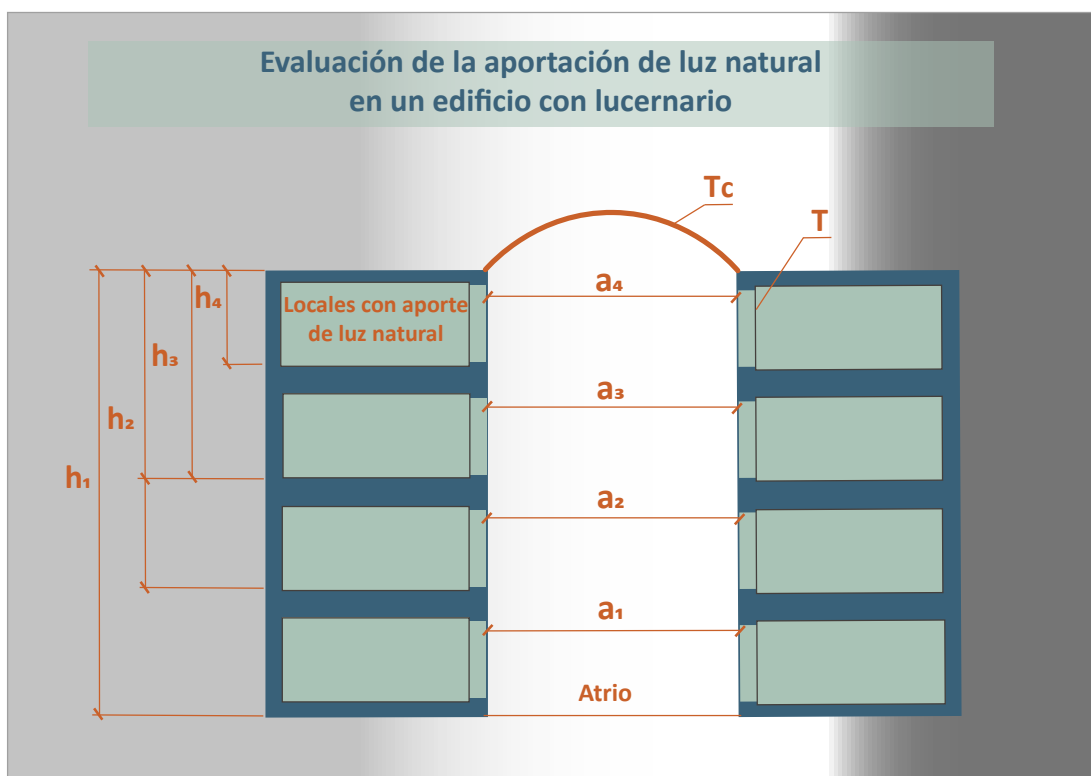 Evaluación de la aportación de luz natural
en un edificio con lucernario
Tc
T
a₄
h₄
Locales con aporte
de luz natural
h₃
a₃
h₂
h₁
a₂
a₁
Atrio